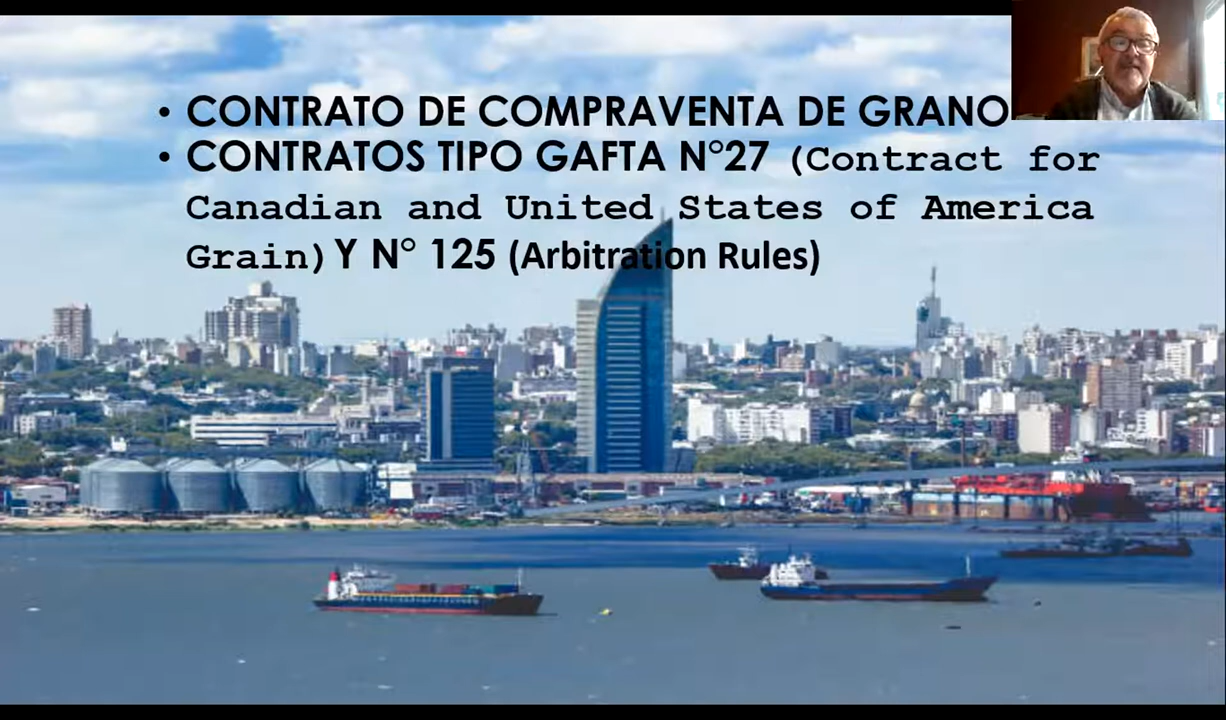 • CONTRATO DE COMPRAVENTA DE GRANO
• CONTRATOS TIPO GAFTA N°27 (Contract for
Canadian and United States of America
Grain) Y N° 125 (Arbitration Rules)